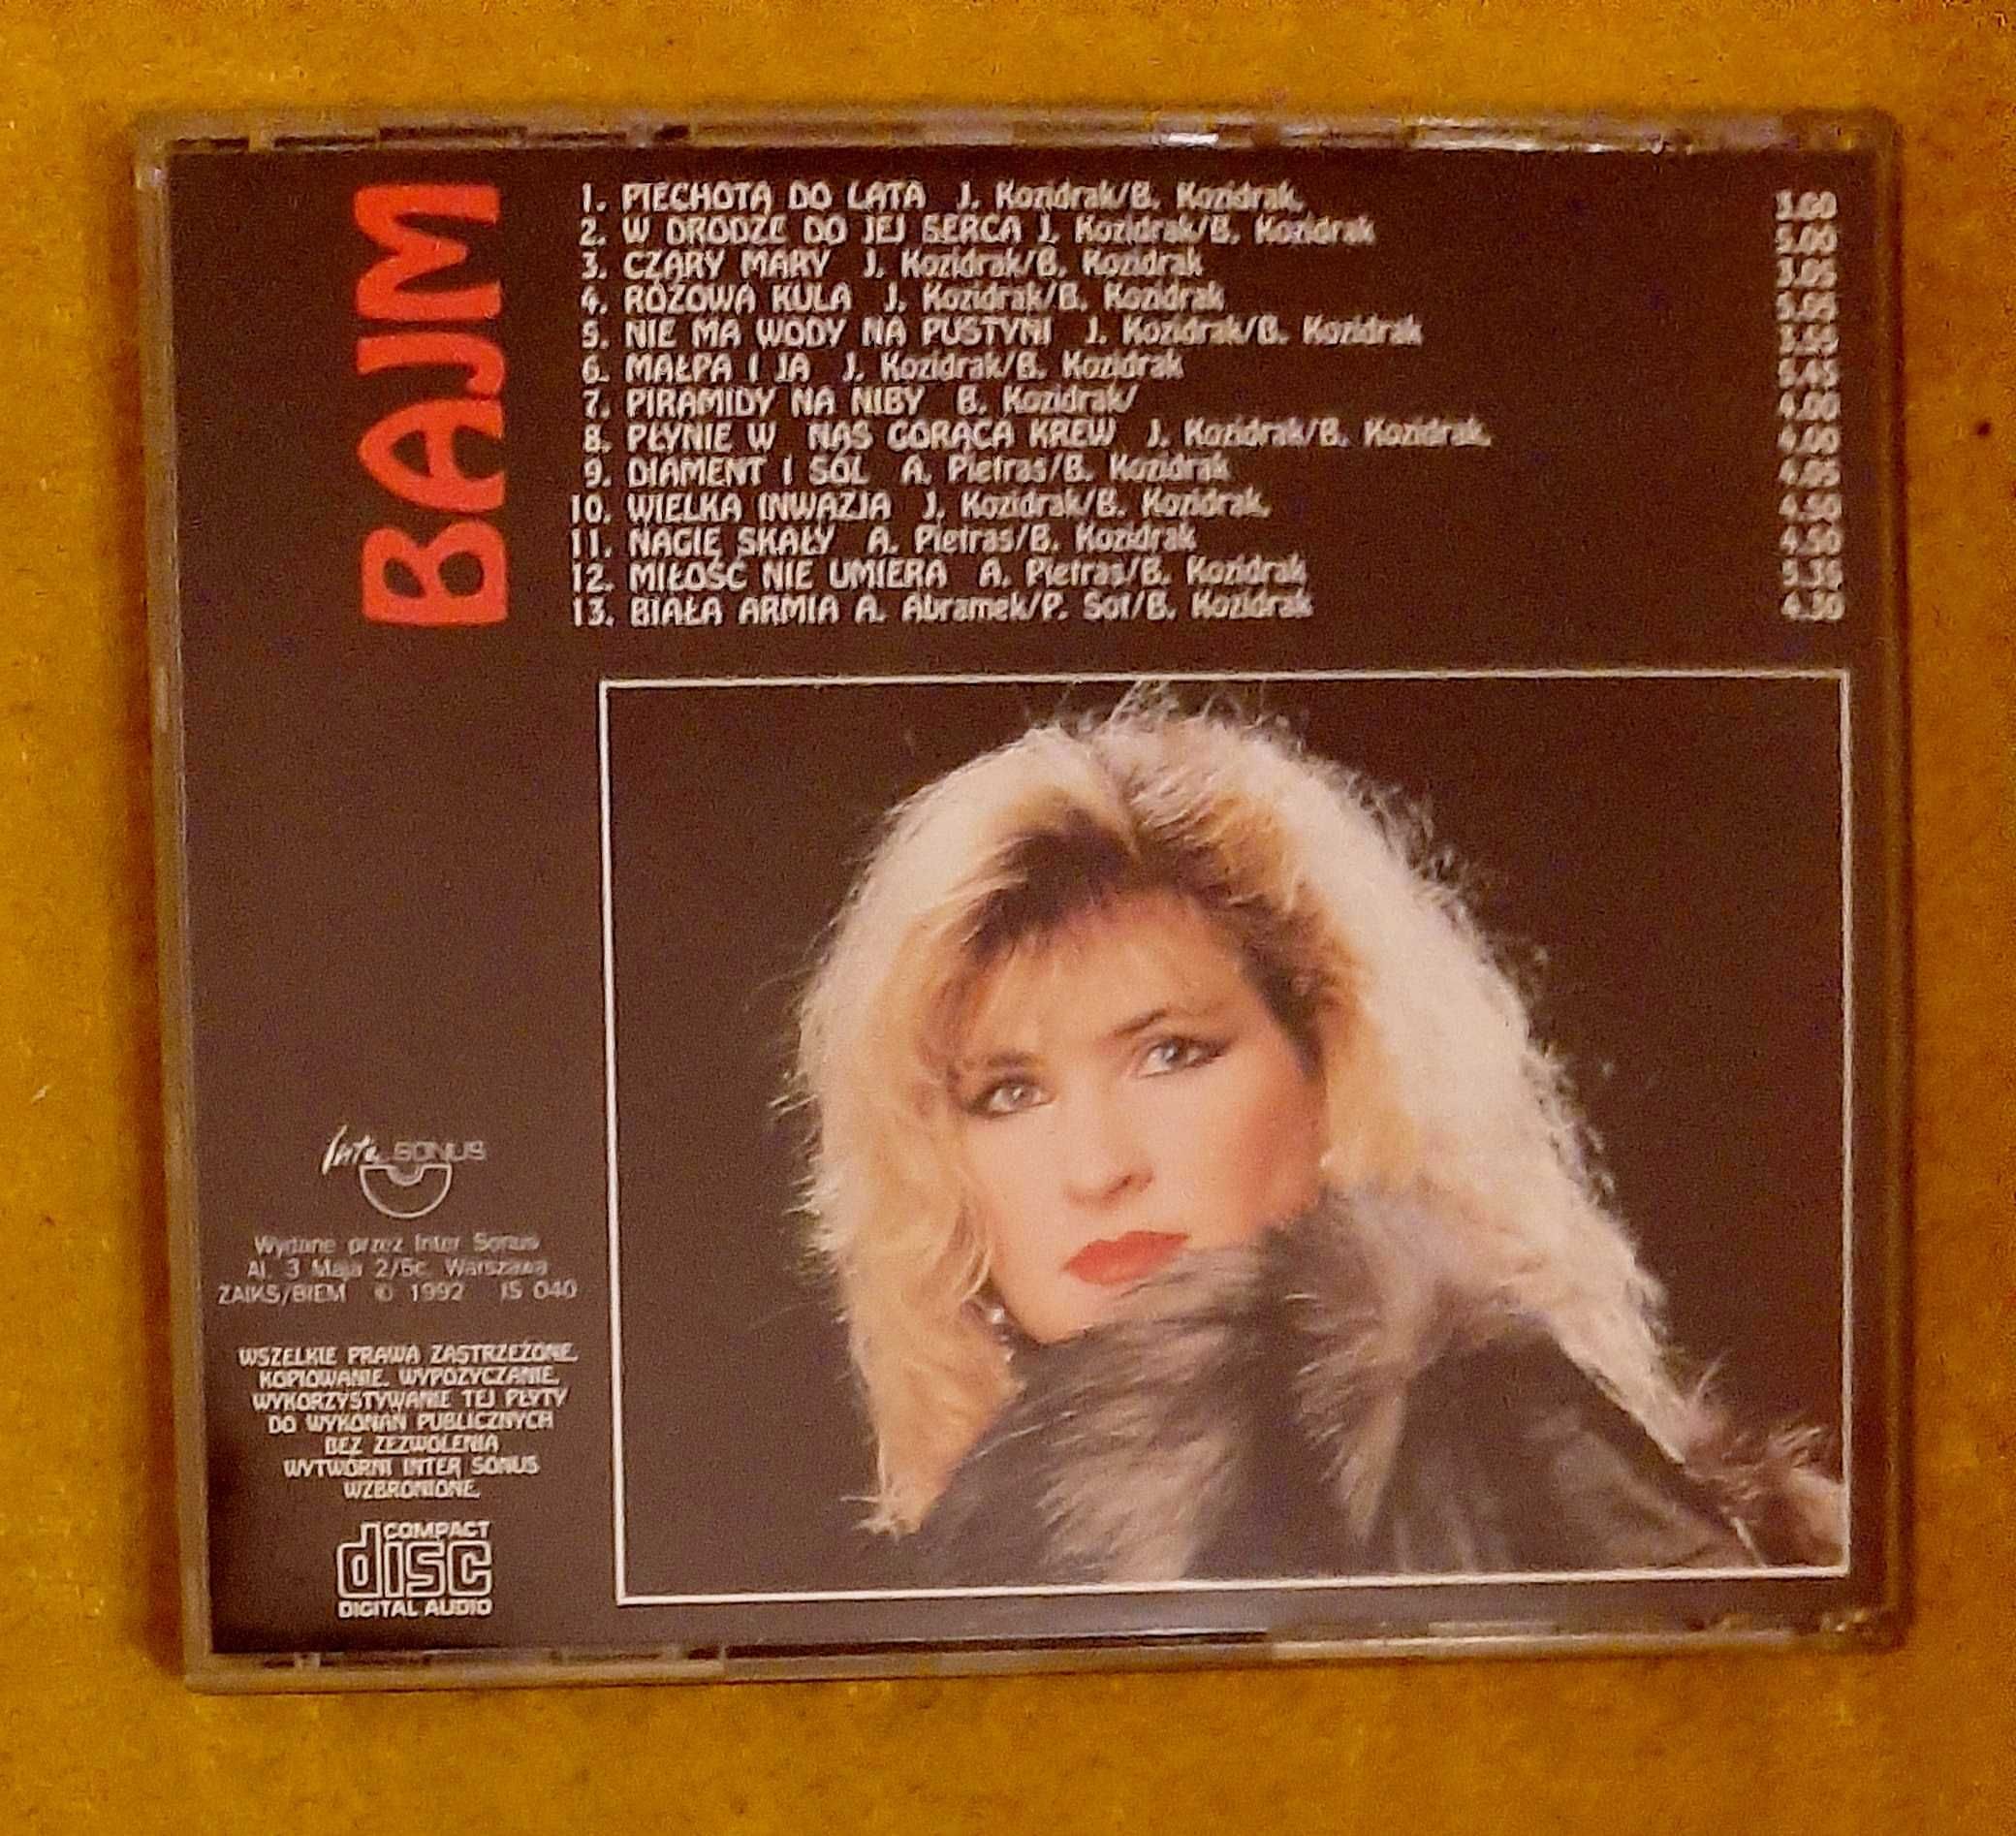 BAJM
1. PIECHOTĄ DO LATA J. Kozidrak/B. Kozidrak. 3.00
2. W DRODZE DO JEJ SERCA J. Kozidrak/B. Kozidrak 5.00
3. CZARY MARY J. Kozidrak/B. Kozidrak 3.05
4. RÓŻOWA KULA J. Kozidrak/B. Kozidrak
5. NIE MA WODY NA PUSTYNI J. Kozidrak/B. Kozidrak
6. MAŁPA I JA J. Kozidrak/B. Kozidrak
7. PIRAMIDY NA NIBY B. Kozidrak/ 4.00
8. PŁYNIE W NAS GORĄCA KREW J. Kozidrak/B. Kozidrak. 4.00
9. DIAMENT I SÓL A. Pietras/B. Kozidrak 4.05
10. WIELKA INWAZJA J. Kozidrak/B. Kozidrak.
11. NAGIE SKAŁY A. Pietras/B. Kozidrak
12. MIŁOŚĆ NIE UMIERA A. Pietras/B. Kozidrak
13. BIAŁA ARMIA A. Abramek/P. Sot/B. Kozidrak 4.30
Inter SONUS
Wydane przez Inter Sonus
Al. 3 Maja 2/5c Warszawa
ZAIKS/BIEM © 1992 IS 040
WSZELKIE PRAWA ZASTRZEŻONE.
KOPIOWANIE. WYPOŻYCZANIE.
WYKORZYSTYWANIE TEJ PŁYTY
DO WYKONAŃ PUBLICZNYCH
BEZ ZEZWOLENIA
WYTWÓRNI INTER SONUS
WZBRONIONE.
COMPACT
disc
DIGITAL AUDIO